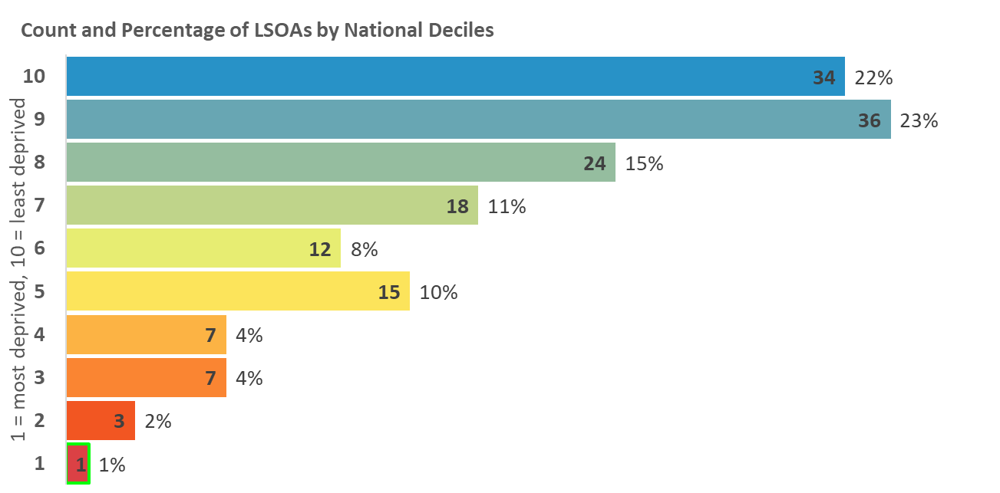 Count and Percentage of LSOAs by National Deciles
1 = most deprived, 10 = least deprived
10 34 22%
9 36 23%
8 24 15%
7 18 11%
6 12 8%
5 15 10%
4 7 4%
3 7 4%
2 3 2%
1 1 1%